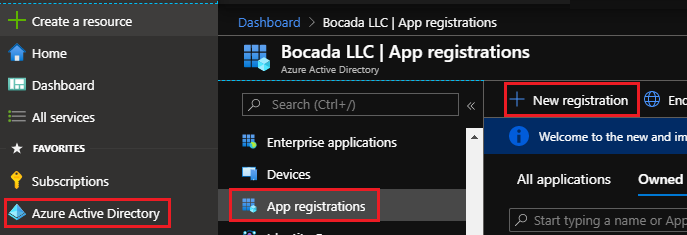 Create a resource
Home
Dashboard
All services
FAVORITES
Subscriptions
Azure Active Directory
Dashboard > Bocada LLC | App registrations
Bocada LLC | App registrations
Azure Active Directory
Search (Ctrl+/)
«
Enterprise applications
Devices
App registrations
New registration
Welcome to the new and im
All applications
Owned
Start typing a name or App